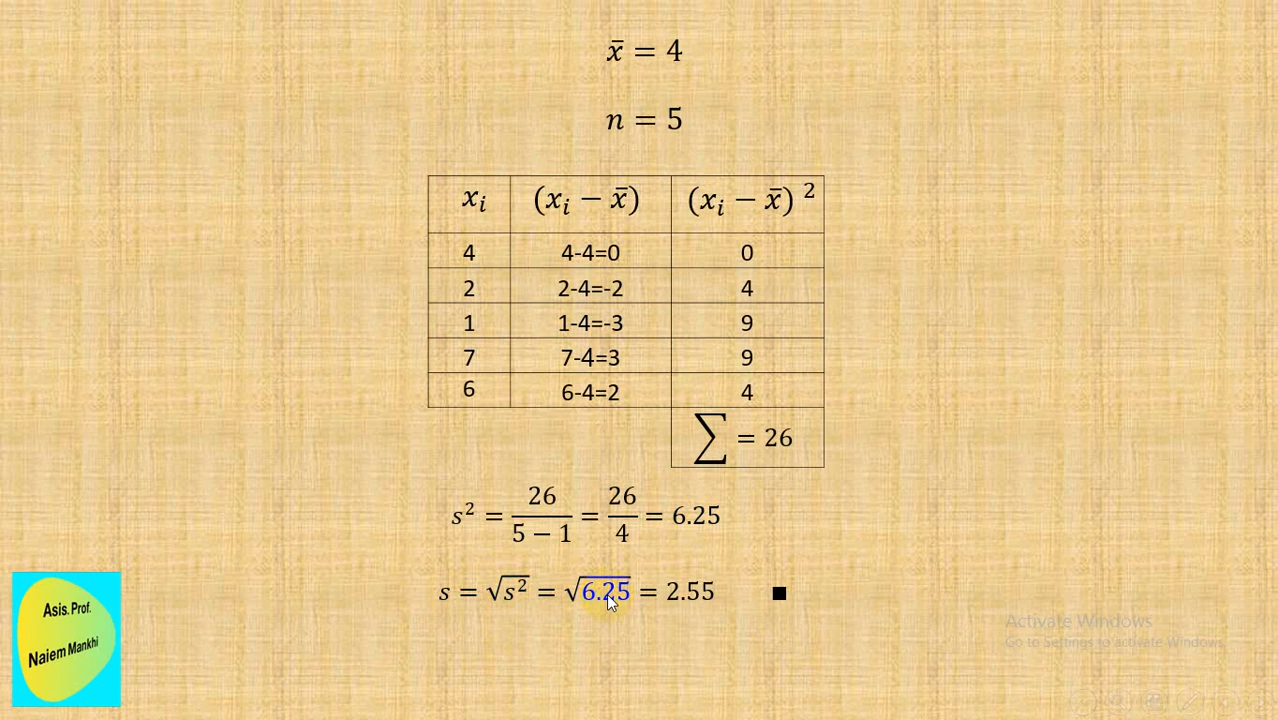 x̄ = 4
n = 5
xᵢ (xᵢ − x̄) (xᵢ − x̄) ²
4 4-4=0 0
2 2-4=-2 4
1 1-4=-3 9
7 7-4=3 9
6 6-4=2 4
∑ = 26
s² = 26/(5 − 1) = 26/4 = 6.25
s = √s² = √6.25 = 2.55 ■
Asis. Prof.
Naiem Mankhi
Activate Windows
Go to Settings to activate Windows.